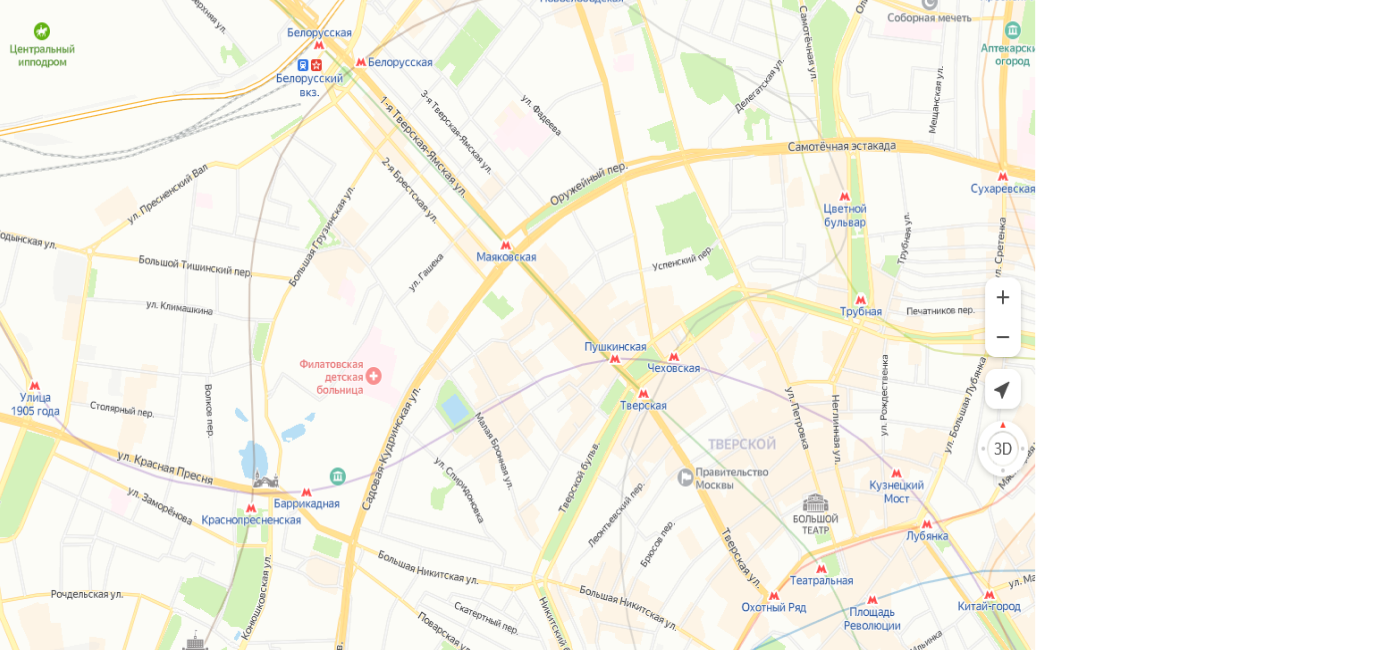 Новослободская
Соборная мечеть
Центральный
ипподром
Белорусская
Белорусская
Белорусский
вкз.
Самотёчная ул.
Делегатская ул.
Мещанская ул.
огород
1-я Тверская-Ямская ул.
3-я Тверская-Ямская ул.
ул. Фадеева
2-я Брестская ул.
Самотёчная эстакада
Оружейный пер.
Сухаревская
ул. Пресненский Вал
Большая Грузинская ул.
Цветной
бульвар
Трубная ул.
ул. Сретенка
Маяковская
Успенский пер.
Большой Тишинский пер.
ул. Гашека
ул. Климашкина
Трубная
Печатников пер.
Пушкинская
Чеховская
Тверская
Филатовская
детская
больница
Улица
1905 года
Столярный пер.
Волков пер.
Садовая-Кудринская ул.
Малая Бронная ул.
ул. Спиридоновка
Тверской бульв.
ТВЕРСКОЙ
Правительство
Москвы
ул. Петровка
Неглинная ул.
ул. Рождественка
ул. Большая Лубянка
3D
ул. Красная Пресня
ул. Заморёнова
Баррикадная
Краснопресненская
Леонтьевский пер.
Брюсов пер.
Кузнецкий
Мост
БОЛЬШОЙ
ТЕАТР
Лубянка
Тверская ул.
Театральная
Охотный Ряд
Площадь
Революции
Китай-город
Большая Никитская ул.
Большая Никитская ул.
Рочдельская ул.
Конюшковская ул.
Скатертный пер.
Поварская ул.